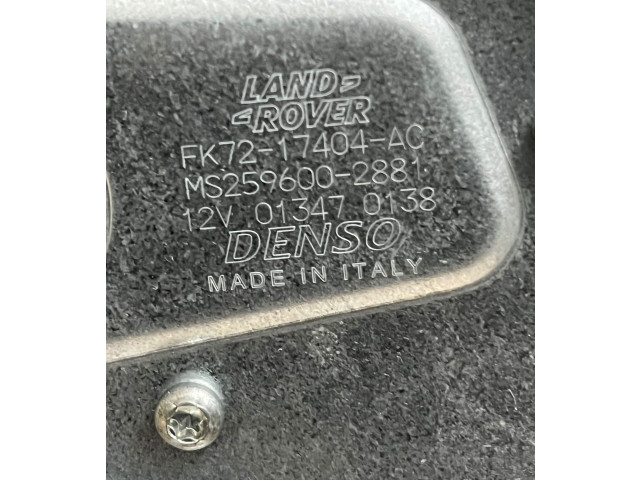 LAND
ROVER
FK72-17404-AC
MS259600-2881
12V 01347 0138
DENSO
MADE IN ITALY